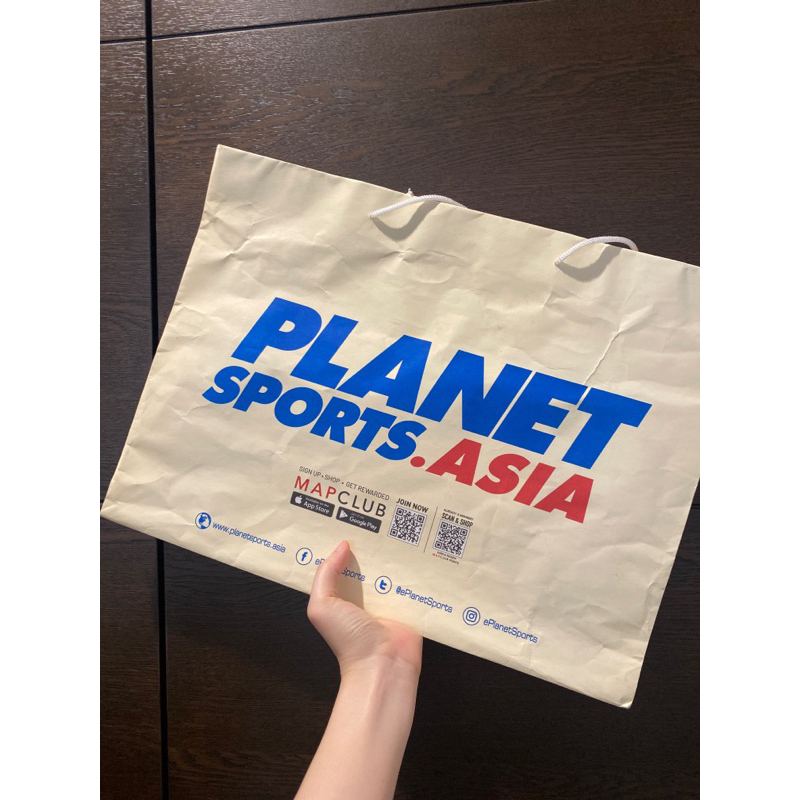 PLANET
SPORTS.ASIA
SIGN UP • SHOP • GET REWARDED
MAPCLUB
App Store
Google Play
JOIN NOW
SCAN & SHOP
www.planetsports.asia
@ePlanetSports
ePlanetSports